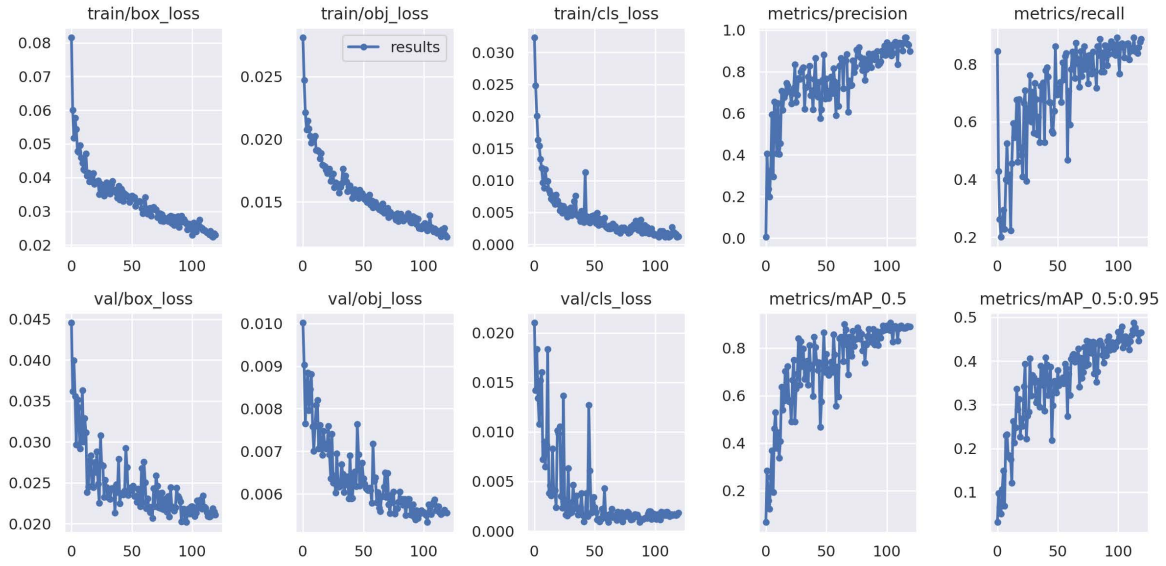 train/box_loss
train/obj_loss
train/cls_loss
metrics/precision
metrics/recall
results
0.08
0.07
0.06
0.05
0.04
0.03
0.02
0 50 100
0.025
0.020
0.015
0 50 100
0.030
0.025
0.020
0.015
0.010
0.005
0.000
0 50 100
1.0
0.8
0.6
0.4
0.2
0.0
0 50 100
0.8
0.6
0.4
0.2
0 50 100
val/box_loss
val/obj_loss
val/cls_loss
metrics/mAP_0.5
metrics/mAP_0.5:0.95
0.045
0.040
0.035
0.030
0.025
0.020
0 50 100
0.010
0.009
0.008
0.007
0.006
0 50 100
0.020
0.015
0.010
0.005
0.000
0 50 100
0.8
0.6
0.4
0.2
0 50 100
0.5
0.4
0.3
0.2
0.1
0 50 100